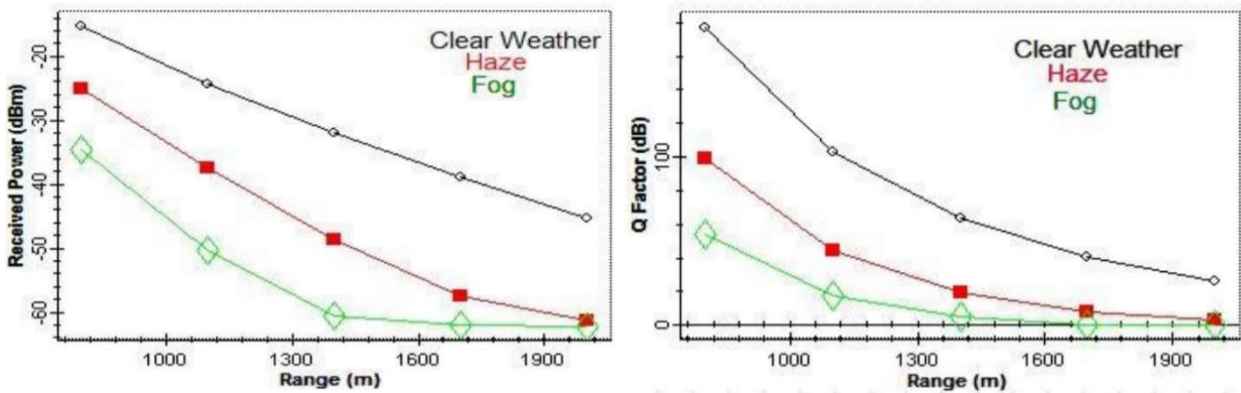 Clear Weather
Haze
Fog
Received Power (dBm)
-20
-30
-40
-50
-60
1000
1300
1600
1900
Range (m)
Clear Weather
Haze
Fog
Q Factor (dB)
100
0
1000
1300
1600
1900
Range (m)